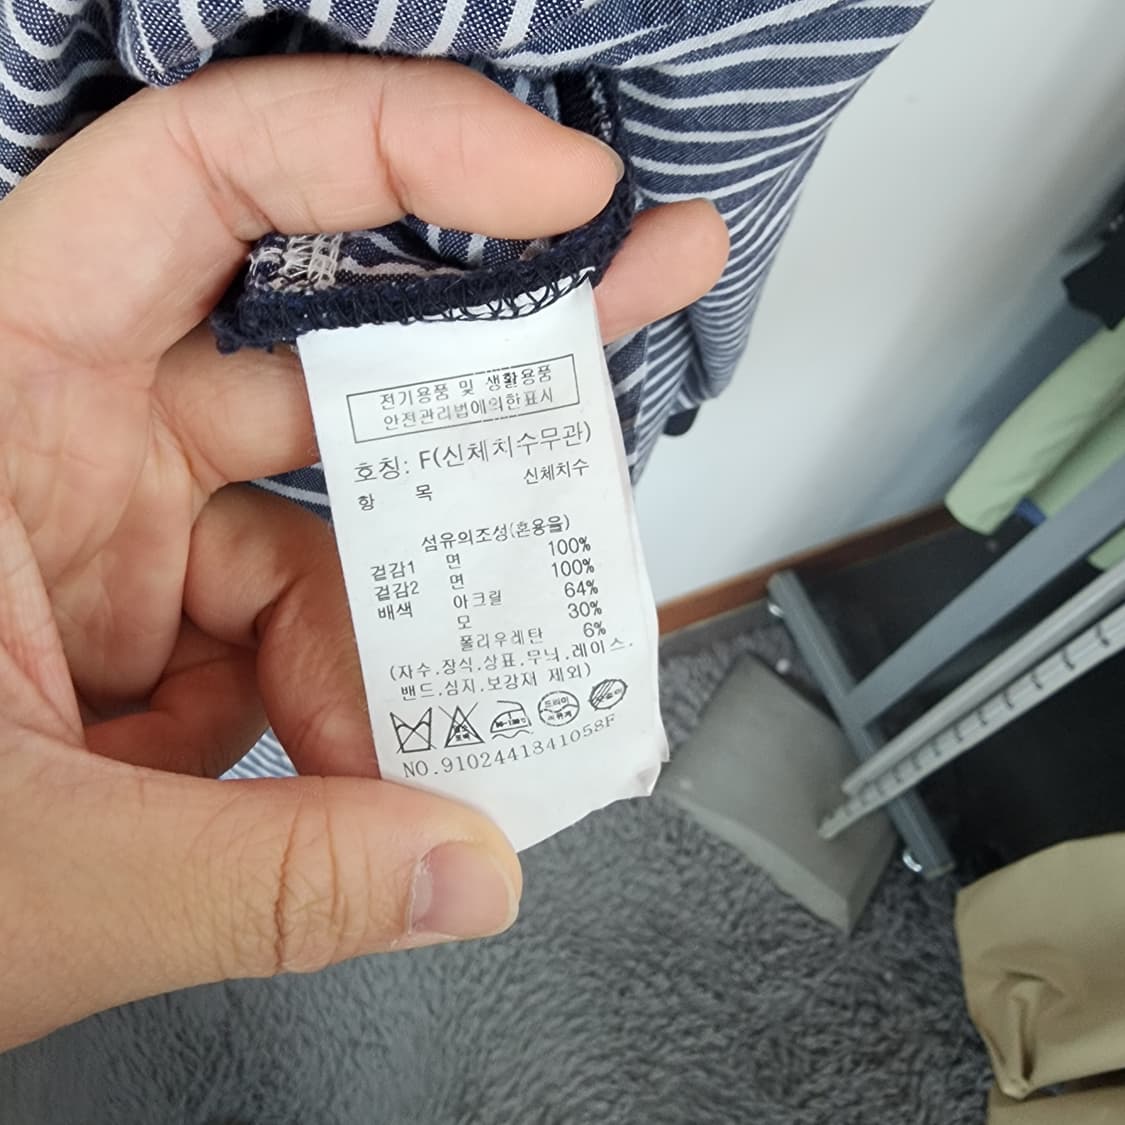 전기용품 및 생활용품
안전관리법에의한표시
호칭: F(신체치수무관)
항 목 신체치수
섬유의조성(혼용율)
겉감1 면 100%
겉감2 면 100%
배색 아크릴 64%
모 30%
폴리우레탄 6%
(자수.장식.상표.무늬.레이스.
밴드.심지.보강재 제외)
드라이
NO.9102441341058F